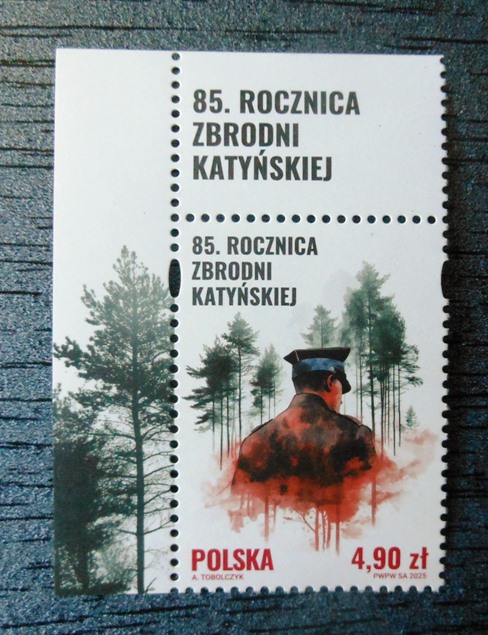 85. ROCZNICA
ZBRODNI
KATYŃSKIEJ
85. ROCZNICA
ZBRODNI
KATYŃSKIEJ
POLSKA 4,90 zł
A. TOBOLCZYK PWPW SA 2025